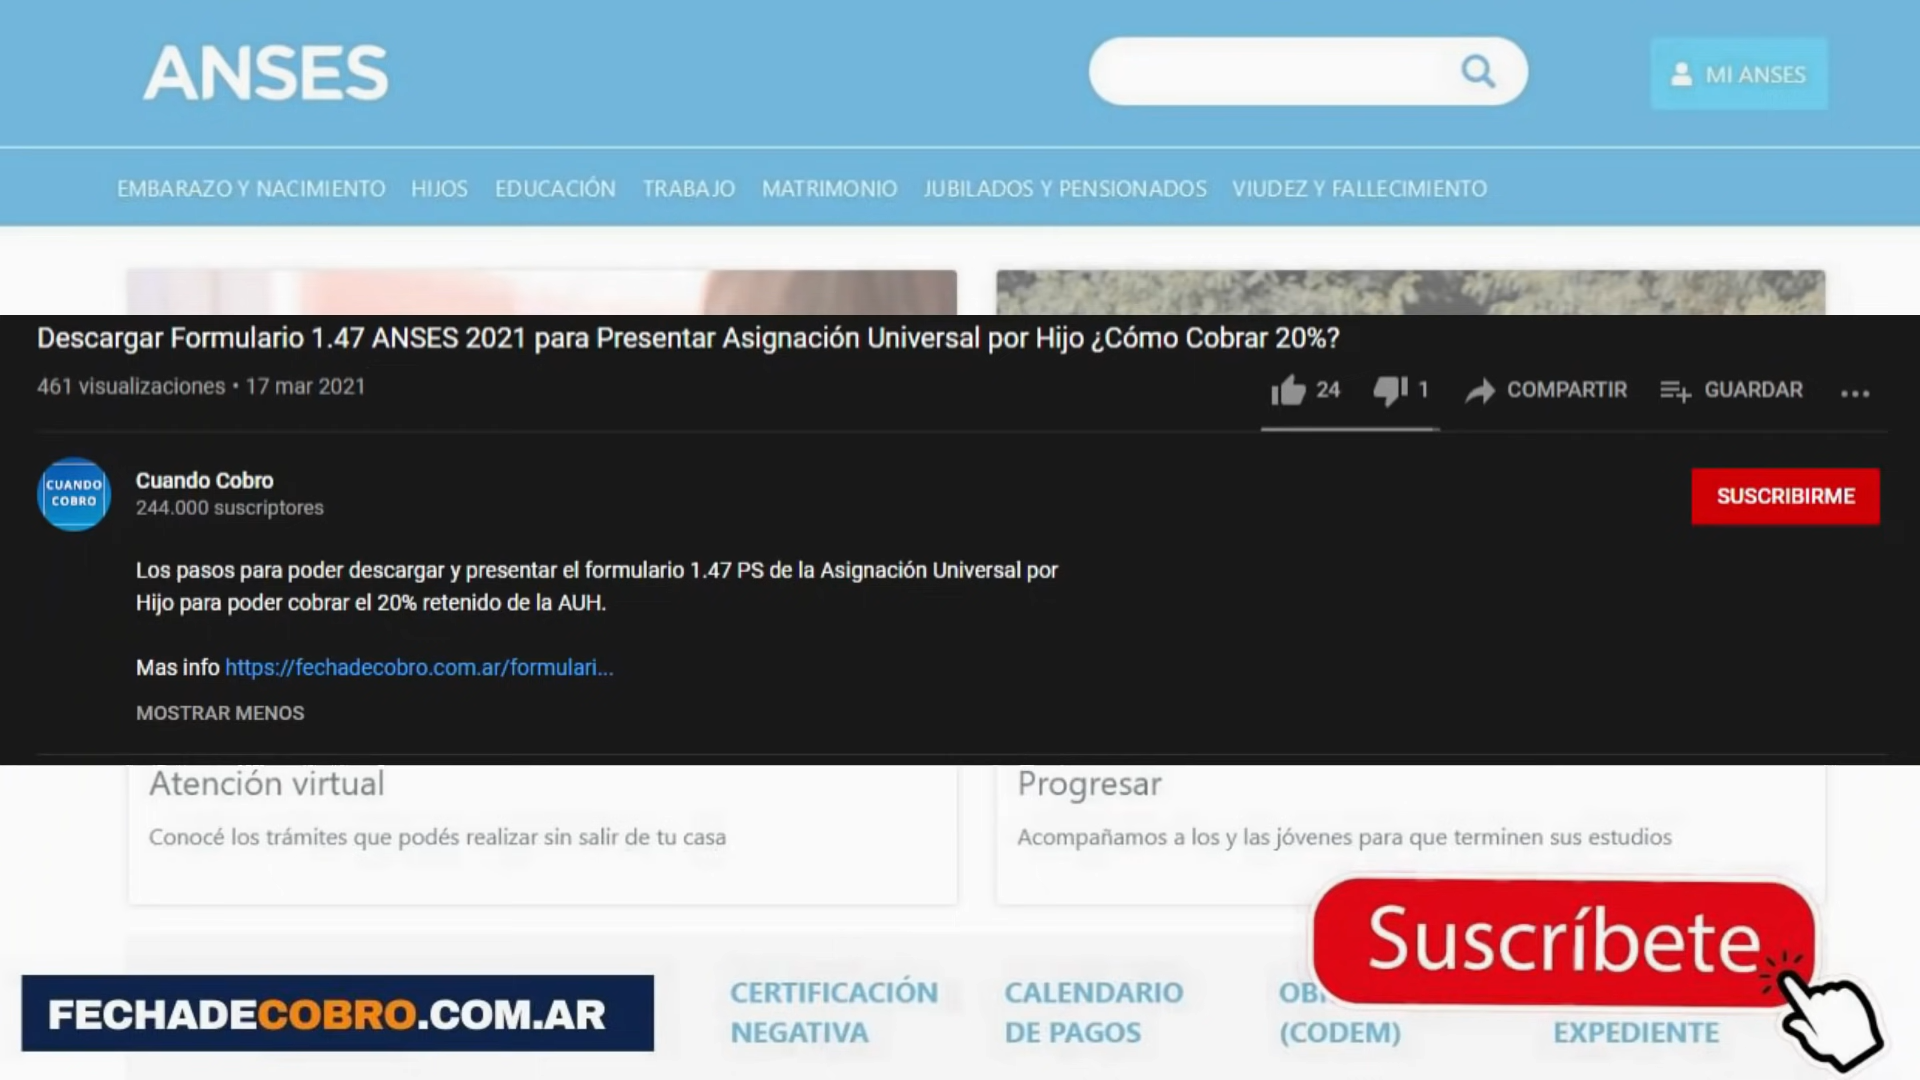 ANSES
MI ANSES
EMBARAZO Y NACIMIENTO HIJOS EDUCACIÓN TRABAJO MATRIMONIO JUBILADOS Y PENSIONADOS VIUDEZ Y FALLECIMIENTO
Descargar Formulario 1.47 ANSES 2021 para Presentar Asignación Universal por Hijo ¿Cómo Cobrar 20%?
461 visualizaciones • 17 mar 2021
24 1 COMPARTIR GUARDAR ...
CUANDO
COBRO
Cuando Cobro
244.000 suscriptores
SUSCRIBIRME
Los pasos para poder descargar y presentar el formulario 1.47 PS de la Asignación Universal por
Hijo para poder cobrar el 20% retenido de la AUH.
Mas info https://fechadecobro.com.ar/formulari...
MOSTRAR MENOS
Atención virtual
Conocé los trámites que podés realizar sin salir de tu casa
Progresar
Acompañamos a los y las jóvenes para que terminen sus estudios
Suscríbete
FECHADECOBRO.COM.AR
CERTIFICACIÓN
NEGATIVA
CALENDARIO
DE PAGOS
(CODEM)
EXPEDIENTE